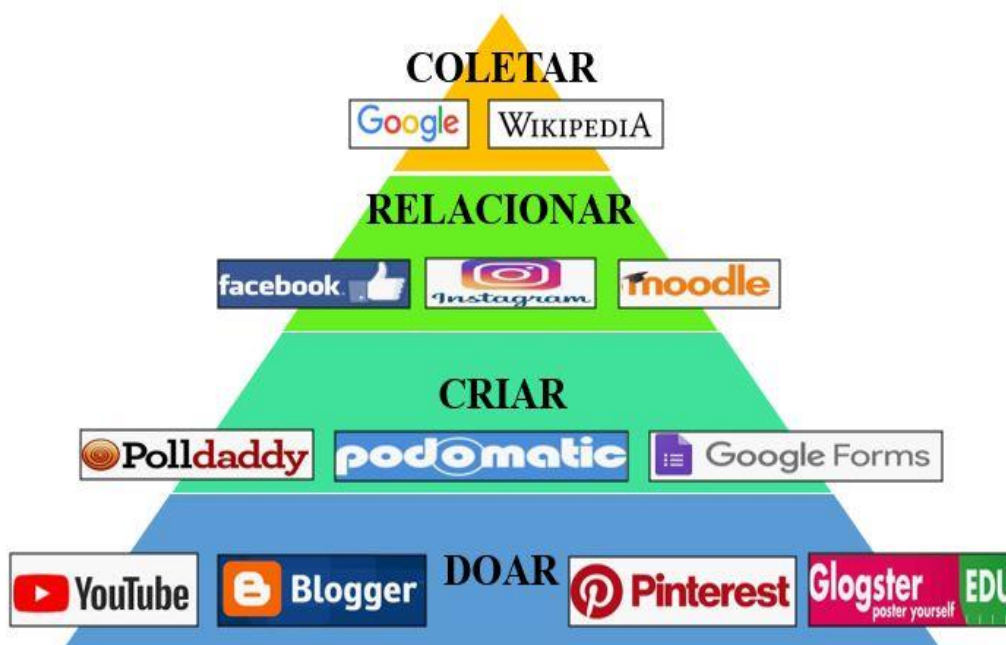 COLETAR
Google WIKIPEDIA
RELACIONAR
facebook Instagram moodle
CRIAR
Polldaddy podomatic Google Forms
YouTube Blogger DOAR Pinterest Glogster EDU
poster yourself